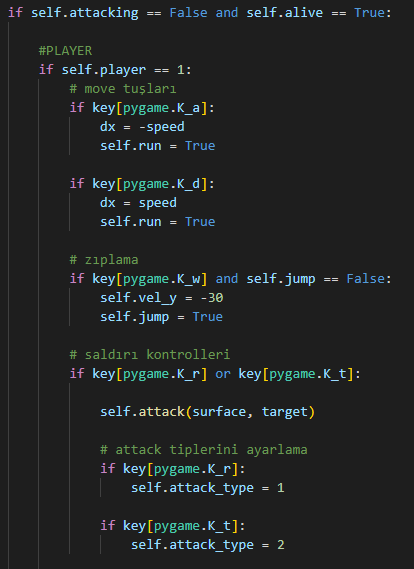 if self.attacking == False and self.alive == True:
#PLAYER
if self.player == 1:
# move tuşları
if key[pygame.K_a]:
dx = -speed
self.run = True
if key[pygame.K_d]:
dx = speed
self.run = True
# zıplama
if key[pygame.K_w] and self.jump == False:
self.vel_y = -30
self.jump = True
# saldırı kontrolleri
if key[pygame.K_r] or key[pygame.K_t]:
self.attack(surface, target)
# attack tiplerini ayarlama
if key[pygame.K_r]:
self.attack_type = 1
if key[pygame.K_t]:
self.attack_type = 2